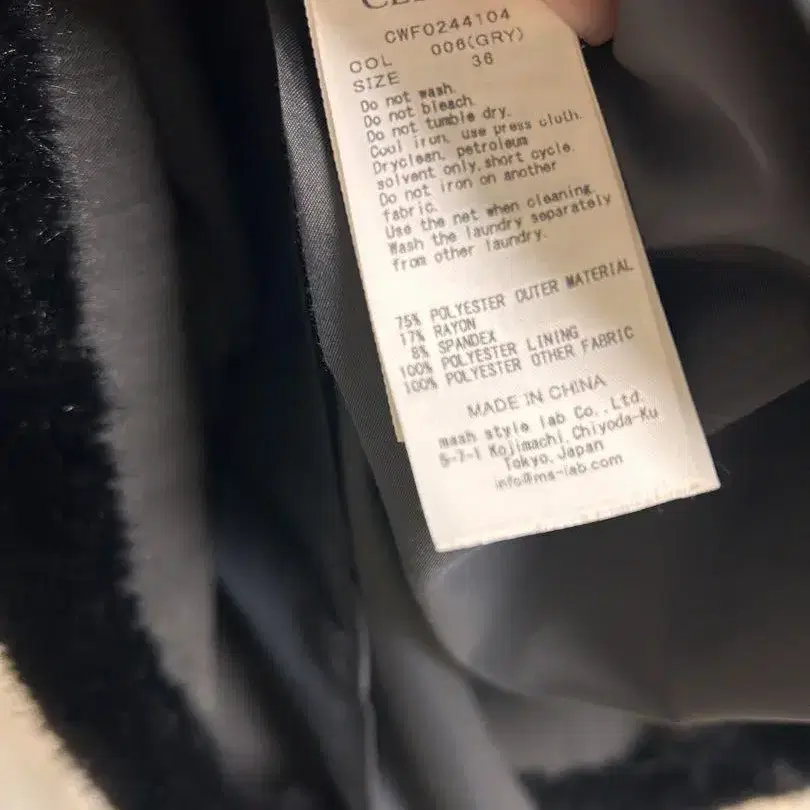 CWF0244104
COL 006(GRY)
SIZE 36
Do not wash.
Do not bleach.
Do not tumble dry.
Cool iron, use press cloth.
Dryclean, petroleum
solvent only, short cycle.
Do not iron on another
fabric.
Use the net when cleaning.
Wash the laundry separately
from other laundry.
75% POLYESTER OUTER MATERIAL
17% RAYON
8% SPANDEX
100% POLYESTER LINING
100% POLYESTER OTHER FABRIC
MADE IN CHINA
mash style lab Co.,Ltd.
5-7-1 Kojimachi,Chiyoda-Ku
Tokyo,Japan
info@ms-lab.com